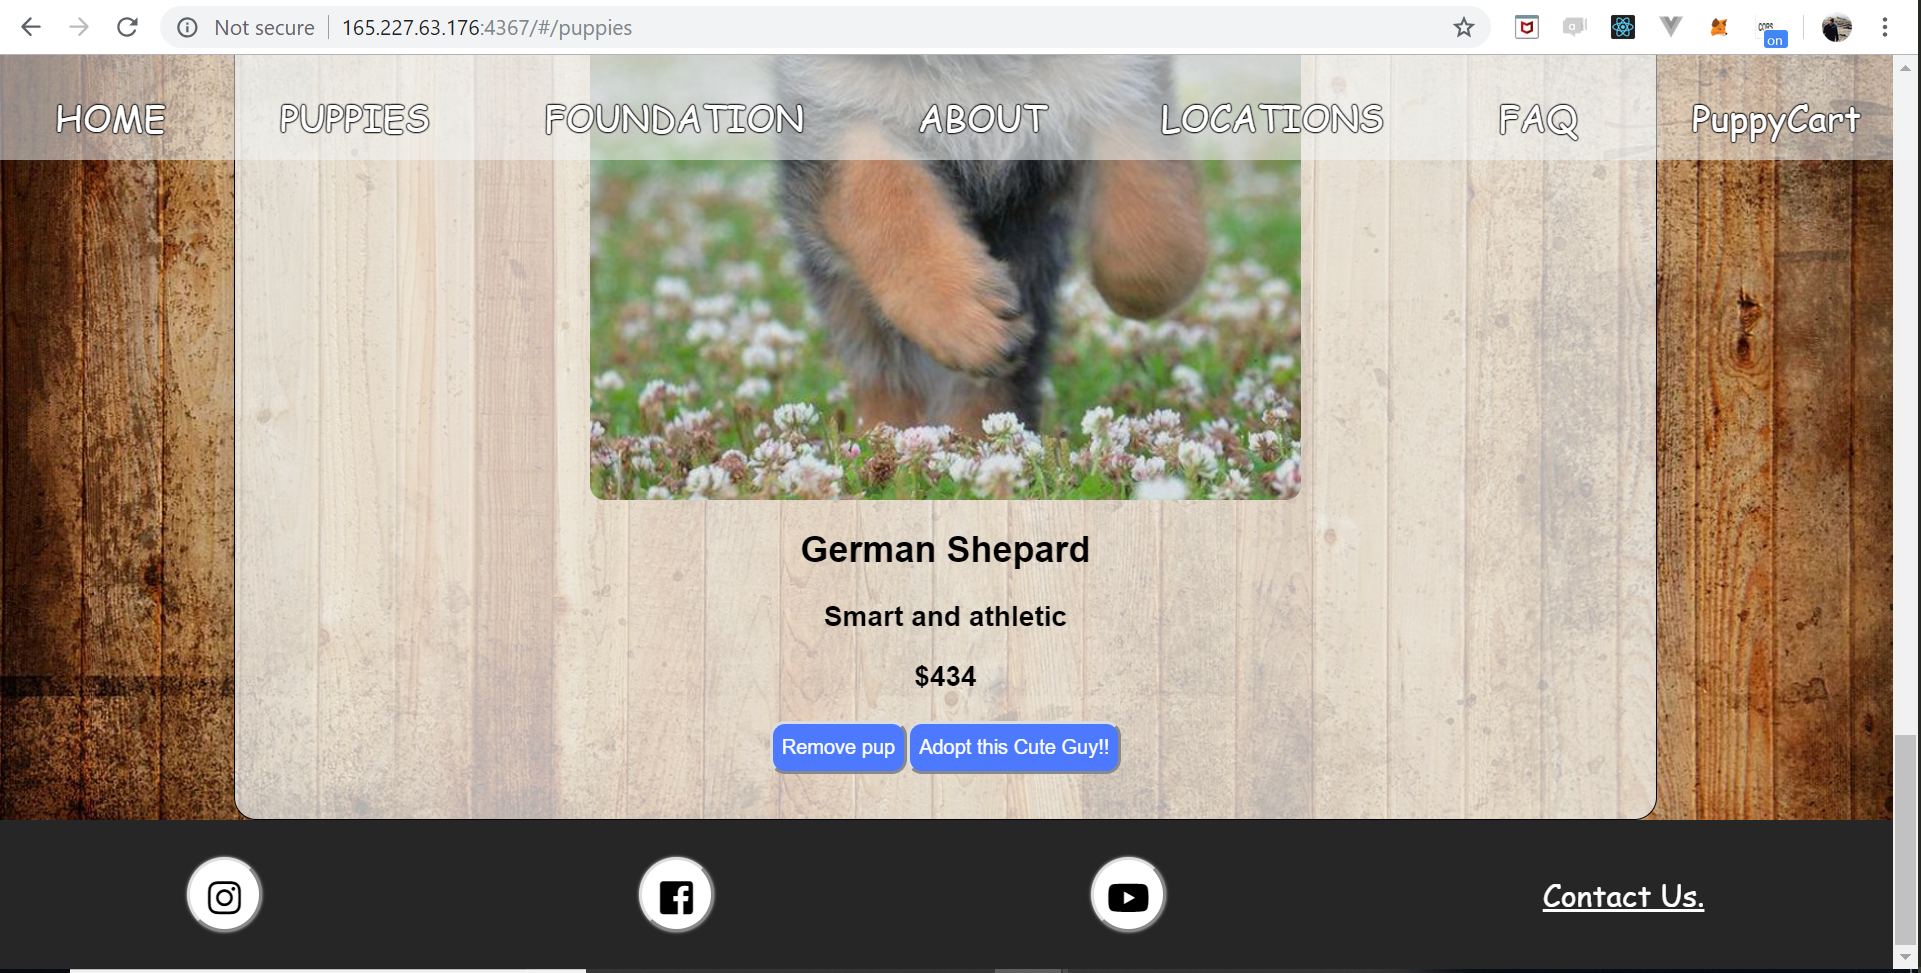 Not secure 165.227.63.176:4367/#/puppies
on
HOME PUPPIES FOUNDATION ABOUT LOCATIONS FAQ PuppyCart
German Shepard
Smart and athletic
$434
Remove pup Adopt this Cute Guy!!
Contact Us.